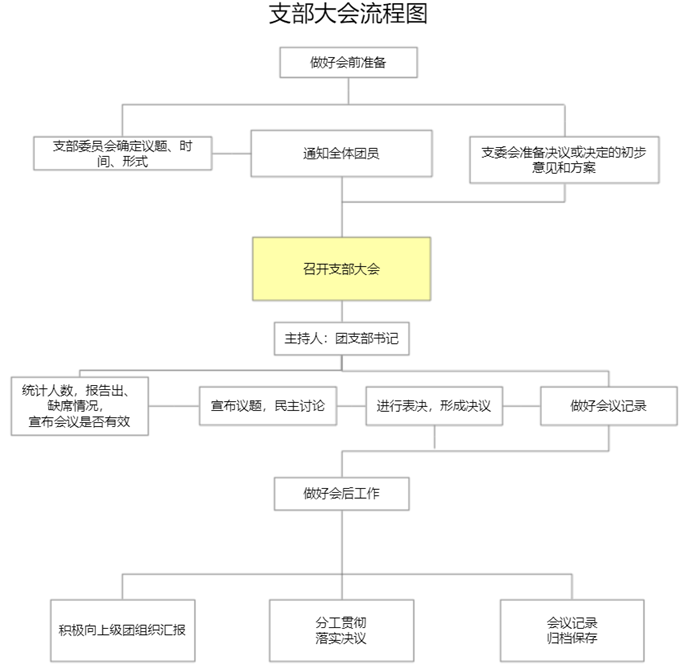 支部大会流程图
做好会前准备
支部委员会确定议题、时
间、形式
通知全体团员
支委会准备决议或决定的初步
意见和方案
召开支部大会
主持人：团支部书记
统计人数，报告出、
缺席情况，
宣布会议是否有效
宣布议题，民主讨论
进行表决，形成决议
做好会议记录
做好会后工作
积极向上级团组织汇报
分工贯彻
落实决议
会议记录
归档保存